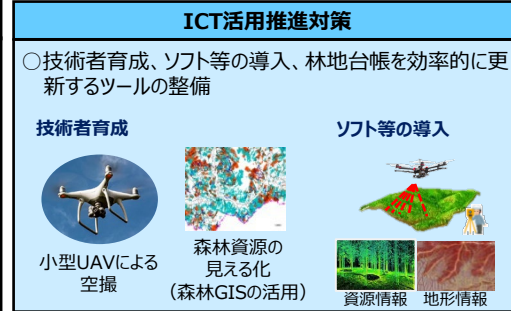 ICT活用推進対策
○技術者育成、ソフト等の導入、林地台帳を効率的に更
新するツールの整備
技術者育成
ソフト等の導入
小型UAVによる
空撮
森林資源の
見える化
（森林GISの活用）
資源情報
地形情報